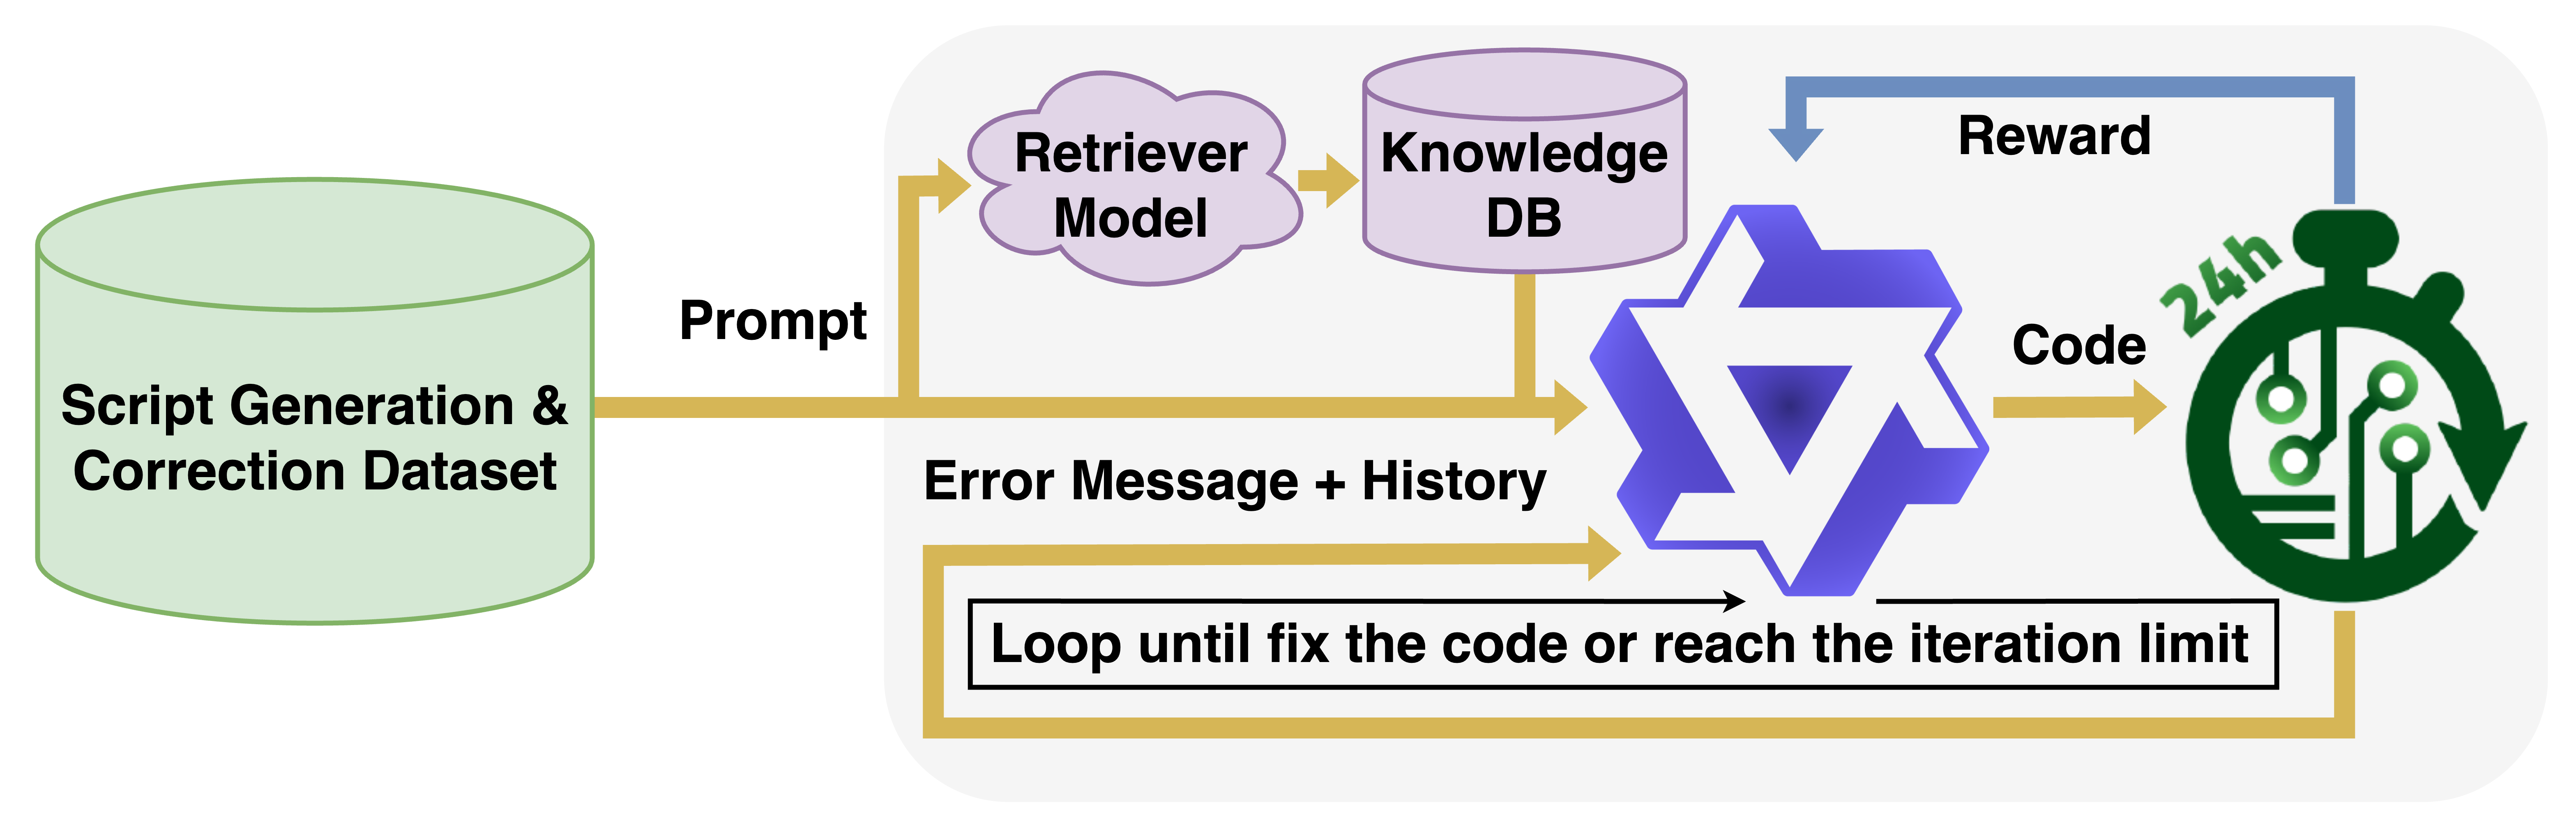 Script Generation &
Correction Dataset
Prompt
Retriever
Model
Knowledge
DB
Reward
Code
24h
Error Message + History
Loop until fix the code or reach the iteration limit